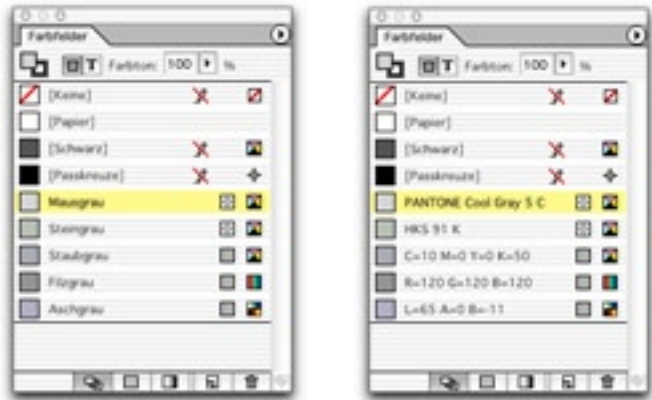 Farbfelder
T Farbton: 100 %
[Keine]
[Papier]
[Schwarz]
[Passkreuze]
Mausgrau
Steingrau
Staubgrau
Filzgrau
Aschgrau
Farbfelder
T Farbton: 100 %
[Keine]
[Papier]
[Schwarz]
[Passkreuze]
PANTONE Cool Gray 5 C
HKS 91 K
C=10 M=0 Y=0 K=50
R=120 G=120 B=120
L=65 A=0 B=-11